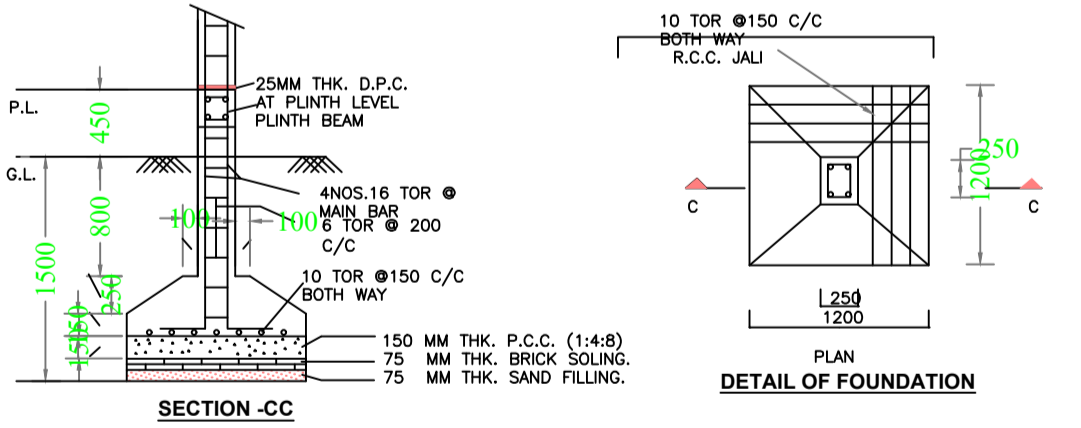 25MM THK. D.P.C.
AT PLINTH LEVEL
PLINTH BEAM
P.L.
450
G.L.
4NOS.16 TOR @
MAIN BAR
100
100
6 TOR @ 200
C/C
800
1500
250
10 TOR @150 C/C
BOTH WAY
150
150 MM THK. P.C.C. (1:4:8)
75 MM THK. BRICK SOLING.
75 MM THK. SAND FILLING.
SECTION -CC
10 TOR @150 C/C
BOTH WAY
R.C.C. JALI
250
1200
C
C
250
1200
PLAN
DETAIL OF FOUNDATION